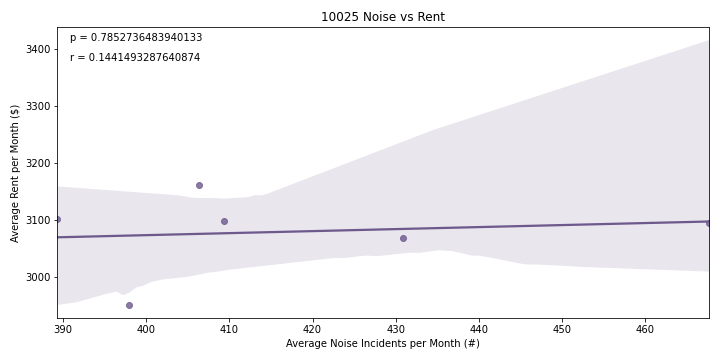 10025 Noise vs Rent
p = 0.7852736483940133
r = 0.1441493287640874
3400
3300
3200
3100
3000
Average Rent per Month ($)
390 400 410 420 430 440 450 460
Average Noise Incidents per Month (#)